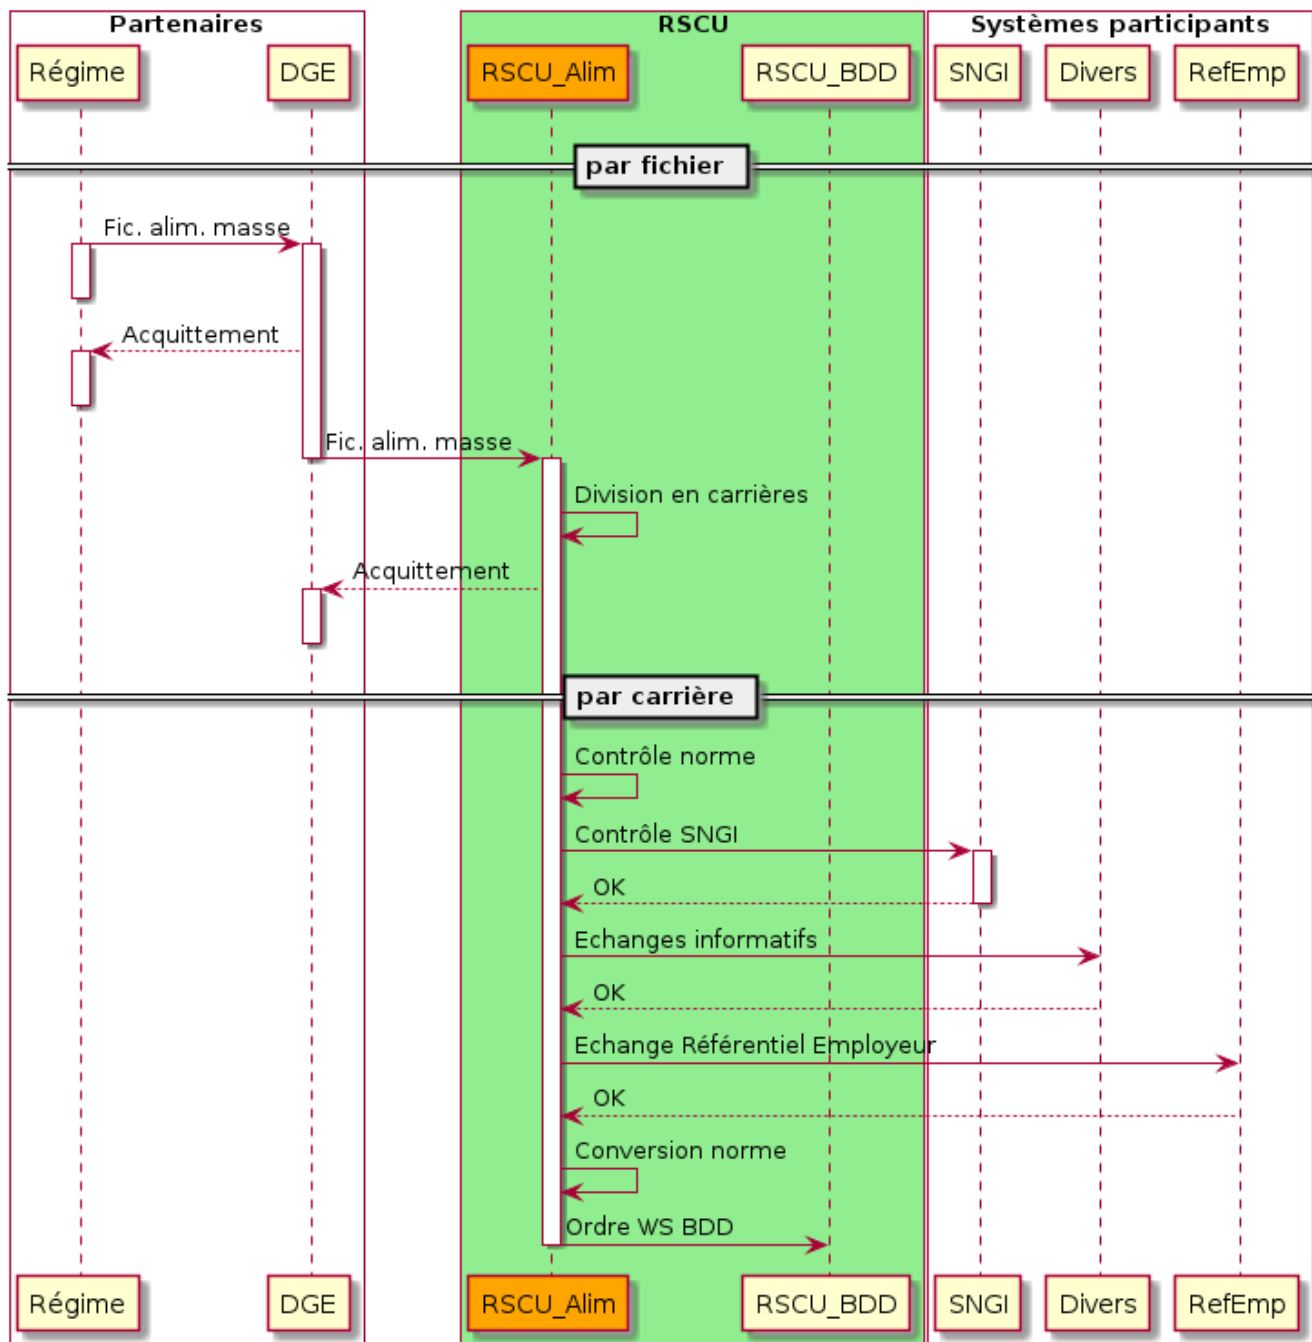 Partenaires
RSCU
Systèmes participants
Régime
DGE
RSCU_Alim
RSCU_BDD
SNGI
Divers
RefEmp
par fichier
Fic. alim. masse
Acquittement
Fic. alim. masse
Division en carrières
Acquittement
par carrière
Contrôle norme
Contrôle SNGI
OK
Echanges informatifs
OK
Echange Référentiel Employeur
OK
Conversion norme
Ordre WS BDD
Régime
DGE
RSCU_Alim
RSCU_BDD
SNGI
Divers
RefEmp